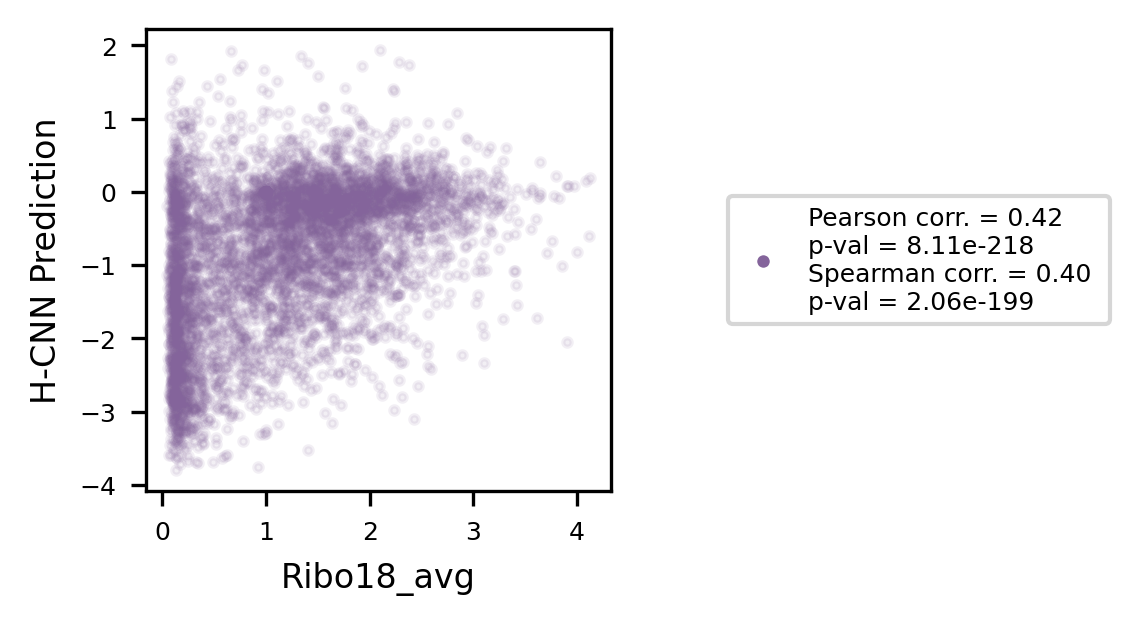 2
1
0
−1
−2
−3
−4
H-CNN Prediction
0 1 2 3 4
Ribo18_avg
Pearson corr. = 0.42
p-val = 8.11e-218
Spearman corr. = 0.40
p-val = 2.06e-199